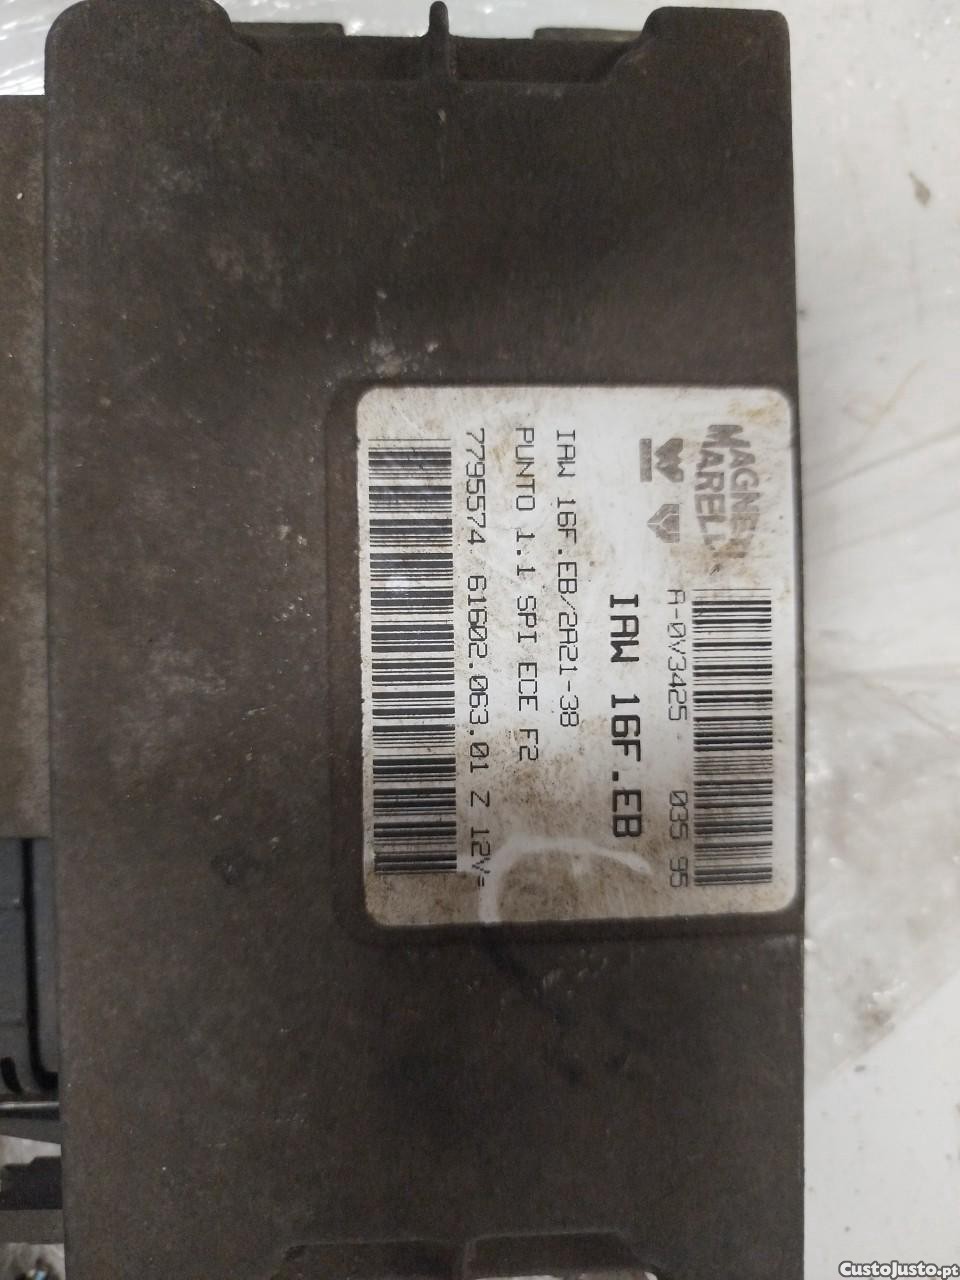 MAGNETI
MARELLI
A-0V3425 035 95
IAW 16F.EB
IAW 16F.EB/2A21-38
PUNTO 1.1 SPI ECE F2
7795574 61602.063.01 Z 12V=
CustoJusto.pt